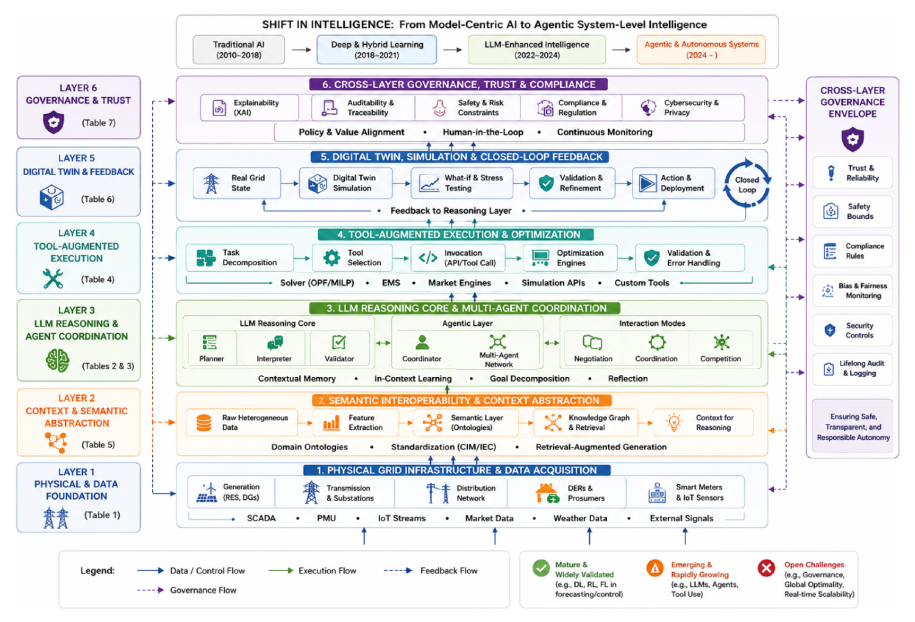 SHIFT IN INTELLIGENCE: From Model-Centric AI to Agentic System-Level Intelligence
Traditional AI
(2010–2018)
Deep & Hybrid Learning
(2018–2021)
LLM-Enhanced Intelligence
(2022–2024)
Agentic & Autonomous Systems
(2024 - )
LAYER 6
GOVERNANCE & TRUST
(Table 7)
6. CROSS-LAYER GOVERNANCE, TRUST & COMPLIANCE
Explainability
(XAI)
Auditability &
Traceability
Safety & Risk
Constraints
Compliance &
Regulation
Cybersecurity &
Privacy
Policy & Value Alignment • Human-in-the-Loop • Continuous Monitoring
LAYER 5
DIGITAL TWIN & FEEDBACK
(Table 6)
5. DIGITAL TWIN, SIMULATION & CLOSED-LOOP FEEDBACK
Real Grid
State
Digital Twin
Simulation
What-if & Stress
Testing
Validation &
Refinement
Action &
Deployment
Closed
Loop
• Feedback to Reasoning Layer •
LAYER 4
TOOL-AUGMENTED
EXECUTION
(Table 4)
4. TOOL-AUGMENTED EXECUTION & OPTIMIZATION
Task
Decomposition
Tool
Selection
Invocation
(API/Tool Call)
Optimization
Engines
Validation &
Error Handling
Solver (OPF/MILP) • EMS • Market Engines • Simulation APIs • Custom Tools
LAYER 3
LLM REASONING &
AGENT COORDINATION
(Tables 2 & 3)
3. LLM REASONING CORE & MULTI-AGENT COORDINATION
LLM Reasoning Core
Planner
Interpreter
Validator
Agentic Layer
Coordinator
Multi-Agent
Network
Interaction Modes
Negotiation
Coordination
Competition
Contextual Memory • In-Context Learning • Goal Decomposition • Reflection
LAYER 2
CONTEXT & SEMANTIC
ABSTRACTION
(Table 5)
2. SEMANTIC INTEROPERABILITY & CONTEXT ABSTRACTION
Raw Heterogeneous
Data
Feature
Extraction
Semantic Layer
(Ontologies)
Knowledge Graph
& Retrieval
Context for
Reasoning
Domain Ontologies • Standardization (CIM/IEC) • Retrieval-Augmented Generation
LAYER 1
PHYSICAL & DATA
FOUNDATION
(Table 1)
1. PHYSICAL GRID INFRASTRUCTURE & DATA ACQUISITION
Generation
(RES, DGs)
Transmission
& Substations
Distribution
Network
DERs &
Prosumers
Smart Meters
& IoT Sensors
SCADA • PMU • IoT Streams • Market Data • Weather Data • External Signals
CROSS-LAYER
GOVERNANCE
ENVELOPE
Trust &
Reliability
Safety
Bounds
Compliance
Rules
Bias & Fairness
Monitoring
Security
Controls
Lifelong Audit
& Logging
Ensuring Safe,
Transparent, and
Responsible Autonomy
Legend:
Data / Control Flow
Execution Flow
Feedback Flow
Governance Flow
Mature &
Widely Validated
(e.g., DL, RL, FL in
forecasting/control)
Emerging &
Rapidly Growing
(e.g., LLMs, Agents,
Tool Use)
Open Challenges
(e.g., Governance,
Global Optimality,
Real-time Scalability)